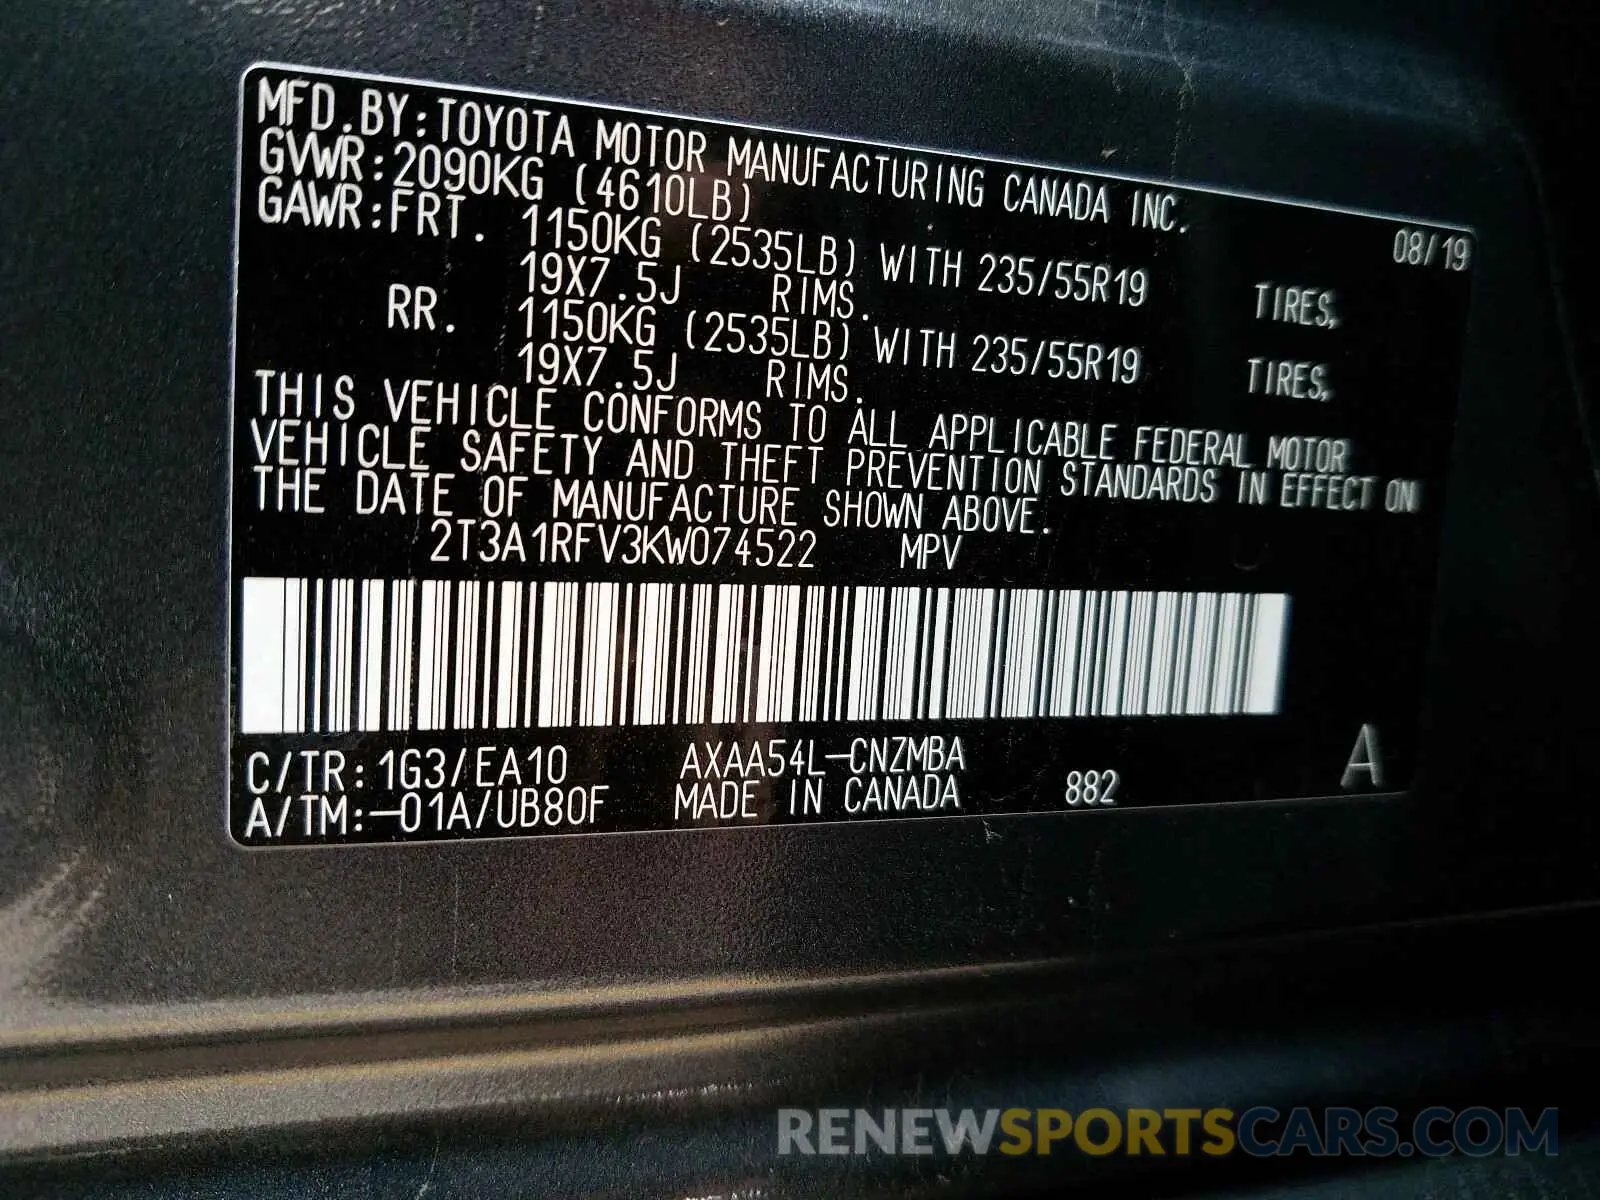 MFD.BY:TOYOTA MOTOR MANUFACTURING CANADA INC.
08/19
GVWR:2090KG (4610LB)
GAWR:FRT. 1150KG (2535LB) WITH 235/55R19 TIRES,
19X7.5J RIMS.
RR. 1150KG (2535LB) WITH 235/55R19 TIRES,
19X7.5J RIMS.
THIS VEHICLE CONFORMS TO ALL APPLICABLE FEDERAL MOTOR
VEHICLE SAFETY AND THEFT PREVENTION STANDARDS IN EFFECT ON
THE DATE OF MANUFACTURE SHOWN ABOVE.
2T3A1RFV3KW074522 MPV
C/TR:1G3/EA10 AXAA54L-CNZMBA
A/TM:-01A/UB80F MADE IN CANADA 882 A
RENEWSPORTSCARS.COM